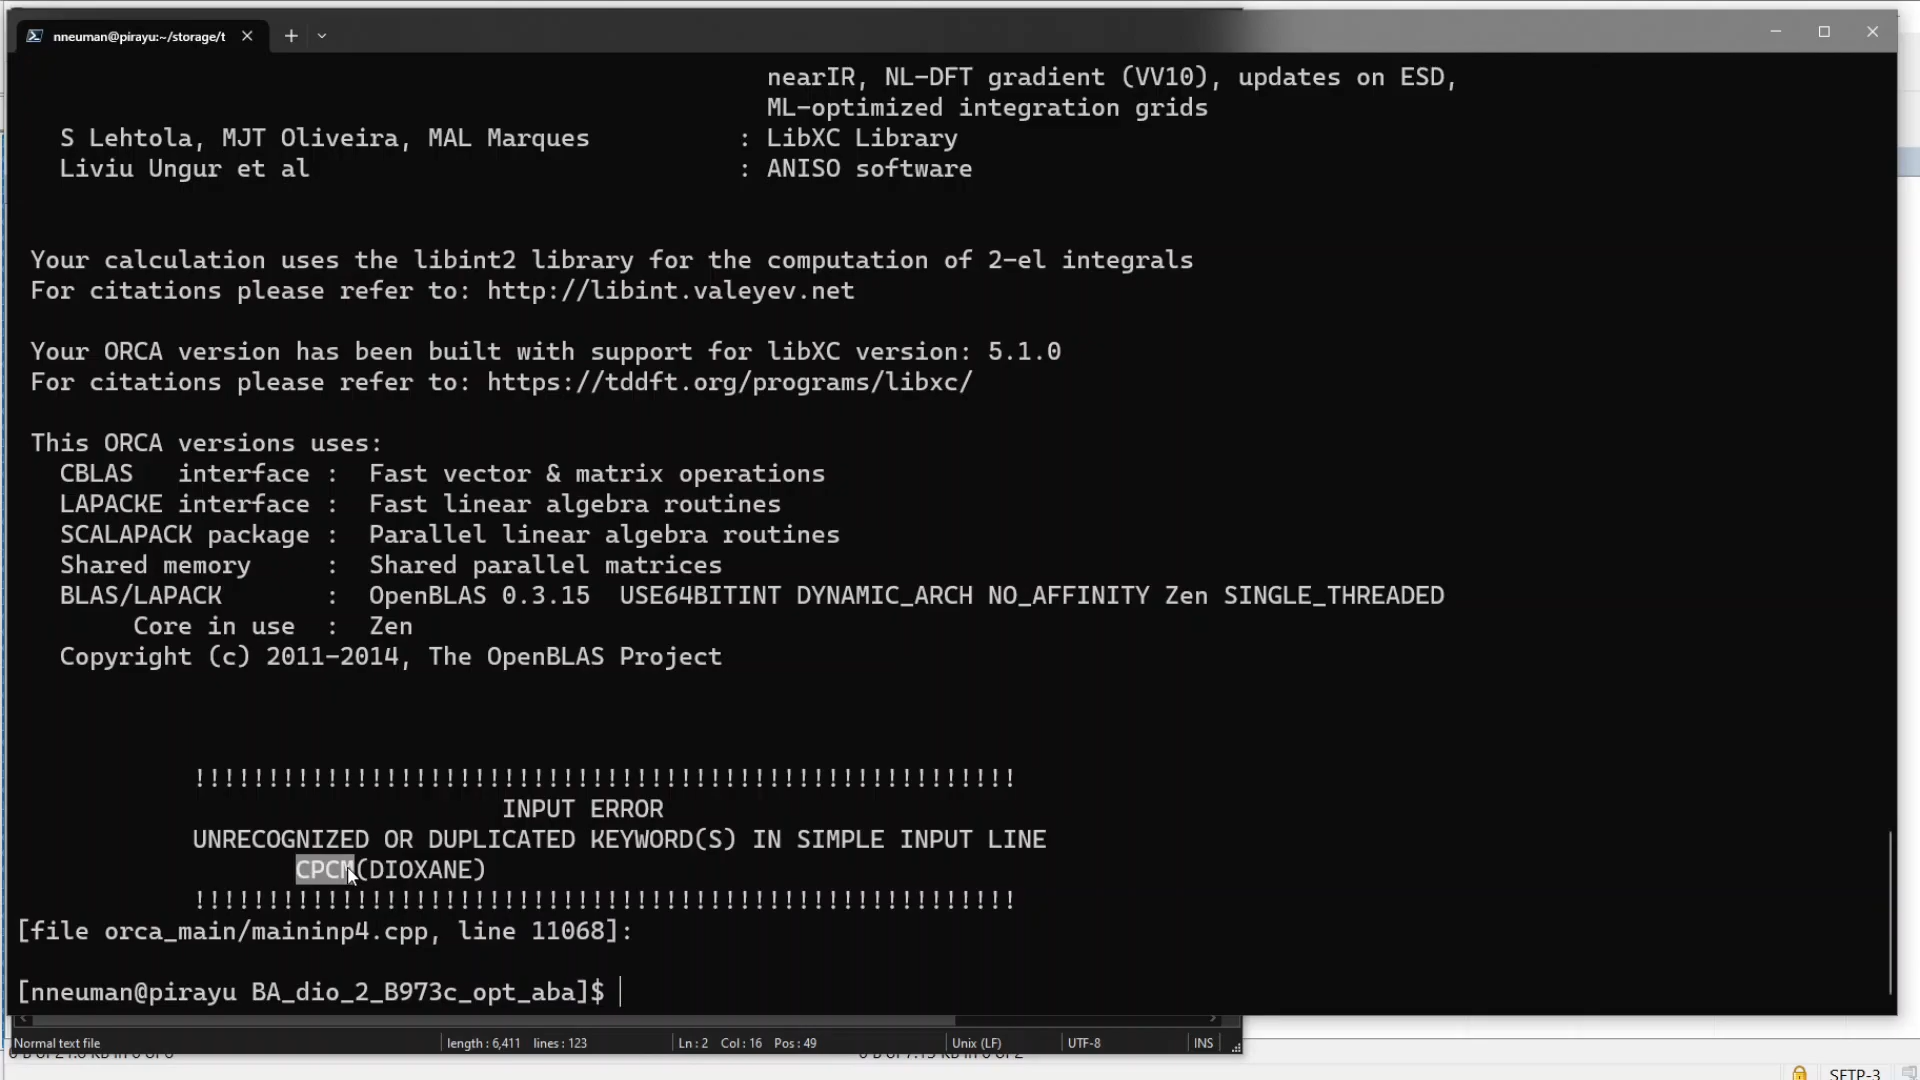 nneuman@pirayu:~/storage/t
nearIR, NL-DFT gradient (VV10), updates on ESD,
ML-optimized integration grids
S Lehtola, MJT Oliveira, MAL Marques : LibXC Library
Liviu Ungur et al : ANISO software
Your calculation uses the libint2 library for the computation of 2-el integrals
For citations please refer to: http://libint.valeyev.net
Your ORCA version has been built with support for libXC version: 5.1.0
For citations please refer to: https://tddft.org/programs/libxc/
This ORCA versions uses:
CBLAS interface : Fast vector & matrix operations
LAPACKE interface : Fast linear algebra routines
SCALAPACK package : Parallel linear algebra routines
Shared memory : Shared parallel matrices
BLAS/LAPACK : OpenBLAS 0.3.15 USE64BITINT DYNAMIC_ARCH NO_AFFINITY Zen SINGLE_THREADED
Core in use : Zen
Copyright (c) 2011-2014, The OpenBLAS Project
!!!!!!!!!!!!!!!!!!!!!!!!!!!!!!!!!!!!!!!!!!!!!!!!!!!!!!!!
INPUT ERROR
UNRECOGNIZED OR DUPLICATED KEYWORD(S) IN SIMPLE INPUT LINE
CPCM(DIOXANE)
!!!!!!!!!!!!!!!!!!!!!!!!!!!!!!!!!!!!!!!!!!!!!!!!!!!!!!!!
[file orca_main/maininp4.cpp, line 11068]:
[nneuman@pirayu BA_dio_2_B973c_opt_aba]$
Normal text file length : 6,411 lines : 123 Ln : 2 Col : 16 Pos : 49 Unix (LF) UTF-8 INS
SFTP-3